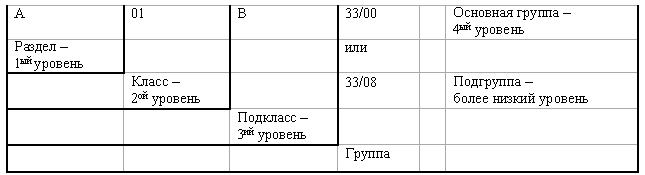 A 01 B 33/00 Основная группа –
4ый уровень
Раздел – или
1ый уровень
Класс – 33/08 Подгруппа –
2ой уровень более низкий уровень
Подкласс –
3ий уровень
Группа